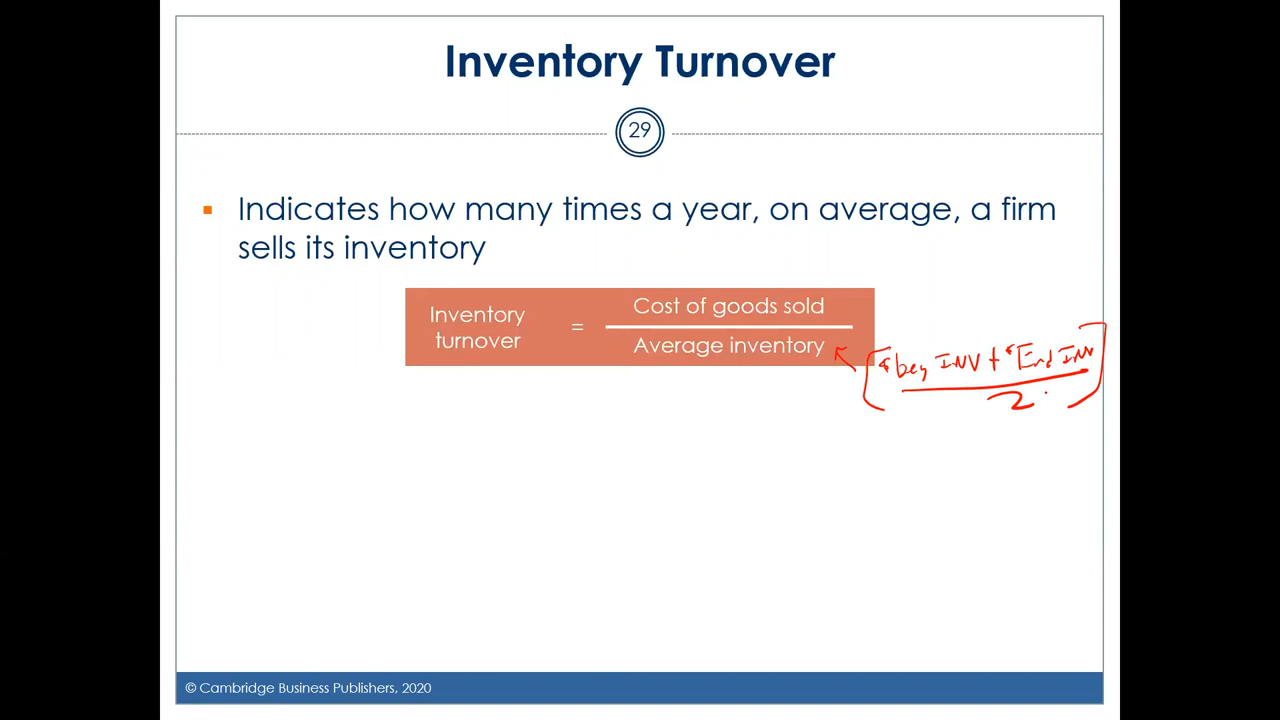 Inventory Turnover
29
▪ Indicates how many times a year, on average, a firm
sells its inventory
Inventory
turnover
=
Cost of goods sold
Average inventory
beg INV + End INV
2
© Cambridge Business Publishers, 2020